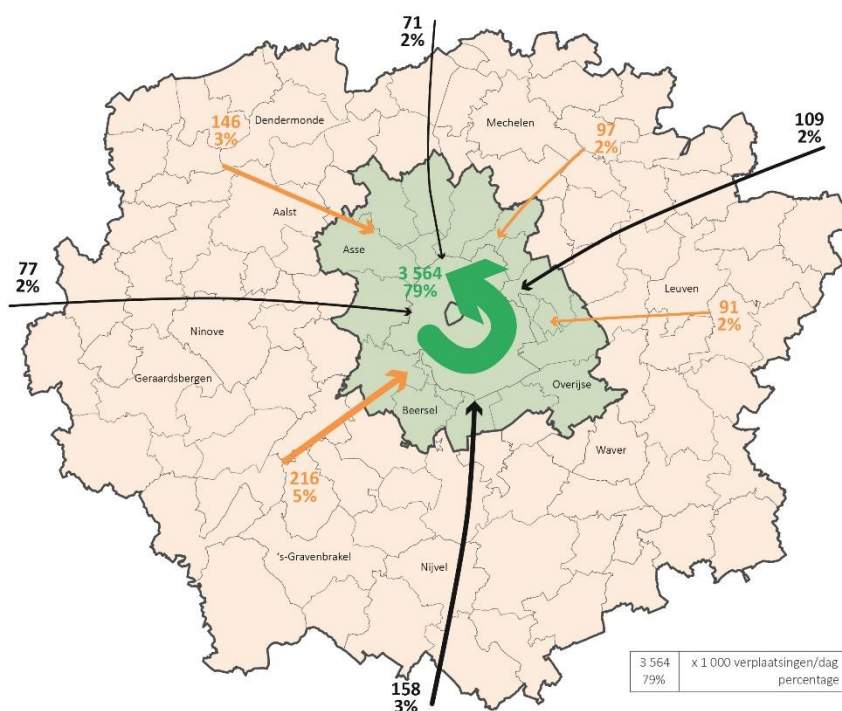 71
2%
146
3%
Dendermonde
Mechelen
97
2%
109
2%
Aalst
Asse
77
2%
3 564
79%
Leuven
91
2%
Ninove
Geraardsbergen
Overijse
Beersel
Waver
216
5%
's-Gravenbrakel
Nijvel
158
3%
3 564 x 1 000 verplaatsingen/dag
79% percentage